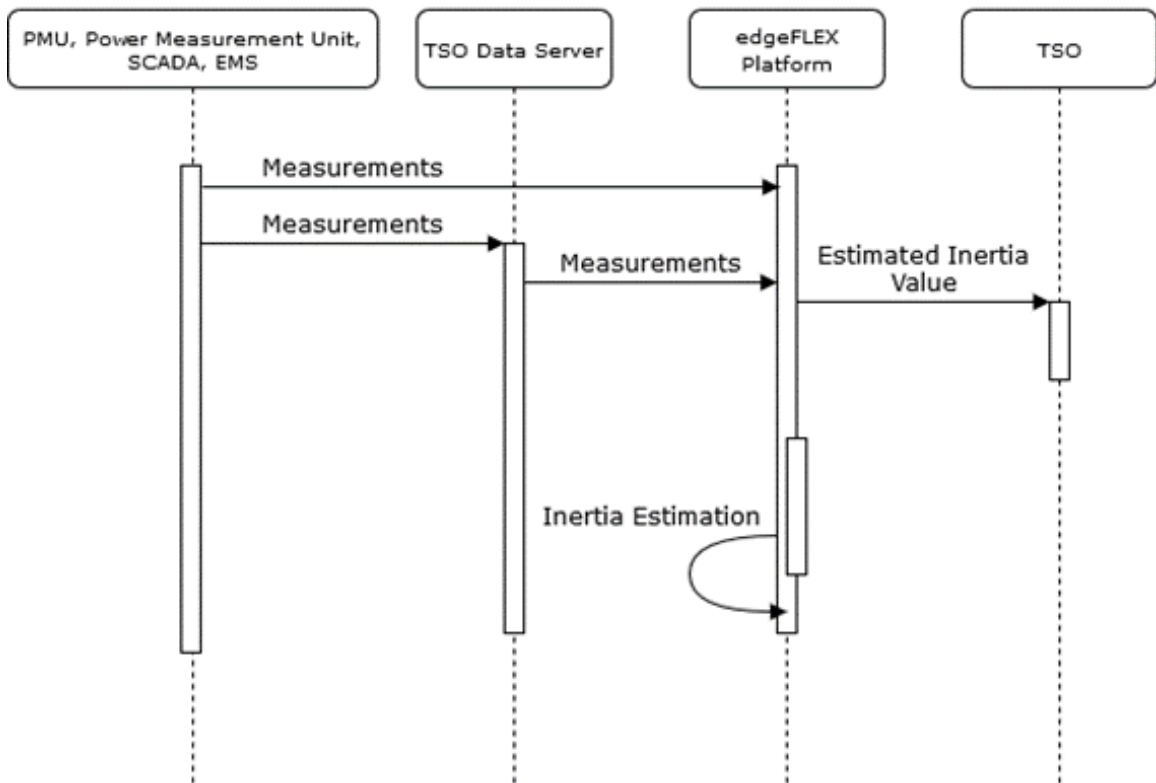 PMU, Power Measurement Unit,
SCADA, EMS
TSO Data Server
edgeFLEX
Platform
TSO
Measurements
Measurements
Measurements
Estimated Inertia
Value
Inertia Estimation